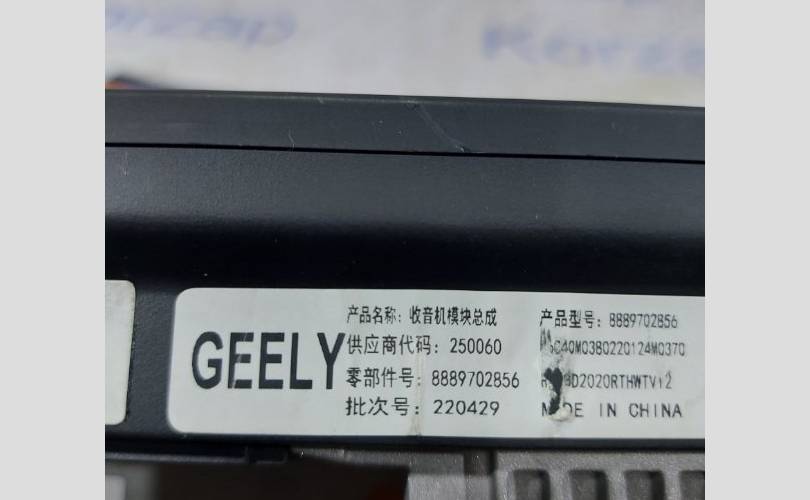 GEELY
产品名称: 收音机模块总成
供应商代码: 250060
零部件号: 8889702856
批次号: 220429
产品型号: 8889702856
MADE IN CHINA